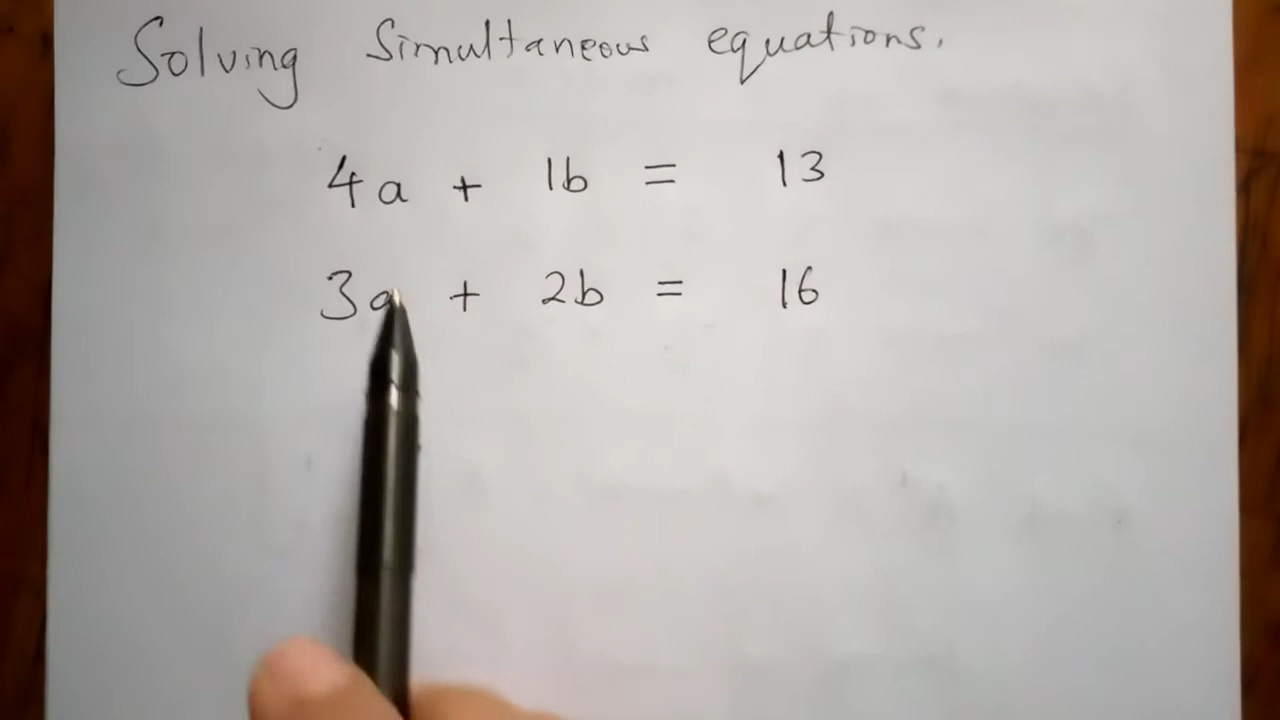 Solving Simultaneous equations.
4a + 1b = 13
3a + 2b = 16